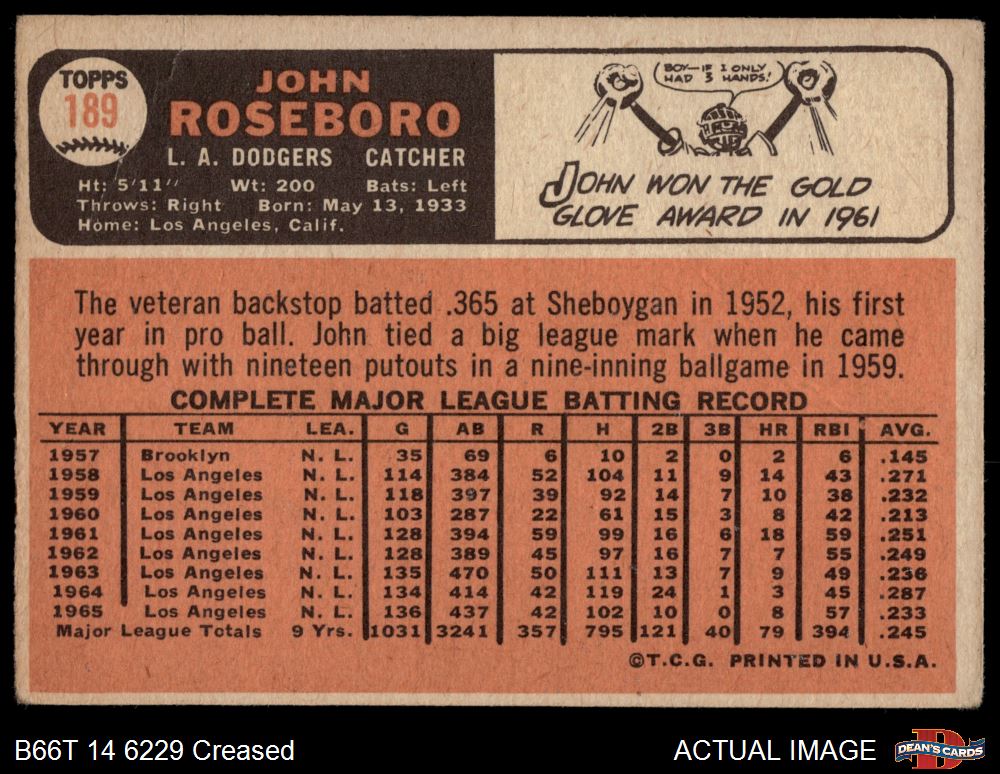 TOPPS
189
JOHN
ROSEBORO
L. A. DODGERS CATCHER
Ht: 5'11" Wt: 200 Bats: Left
Throws: Right Born: May 13, 1933
Home: Los Angeles, Calif.
BOY—IF I ONLY
HAD 3 HANDS!
JOHN WON THE GOLD
GLOVE AWARD IN 1961
The veteran backstop batted .365 at Sheboygan in 1952, his first
year in pro ball. John tied a big league mark when he came
through with nineteen putouts in a nine-inning ballgame in 1959.
COMPLETE MAJOR LEAGUE BATTING RECORD
YEAR TEAM LEA. G AB R H 2B 3B HR RBI AVG.
1957 Brooklyn N. L. 35 69 6 10 2 0 2 6 .145
1958 Los Angeles N. L. 114 384 52 104 11 9 14 43 .271
1959 Los Angeles N. L. 118 397 39 92 14 7 10 38 .232
1960 Los Angeles N. L. 103 287 22 61 15 3 8 42 .213
1961 Los Angeles N. L. 128 394 59 99 16 6 18 59 .251
1962 Los Angeles N. L. 128 389 45 97 16 7 7 55 .249
1963 Los Angeles N. L. 135 470 50 111 13 7 9 49 .236
1964 Los Angeles N. L. 134 414 42 119 24 1 3 45 .287
1965 Los Angeles N. L. 136 437 42 102 10 0 8 57 .233
Major League Totals 9 Yrs. 1031 3241 357 795 121 40 79 394 .245
©T.C.G. PRINTED IN U.S.A.
B66T 14 6229 Creased
ACTUAL IMAGE
DEAN'S CARDS